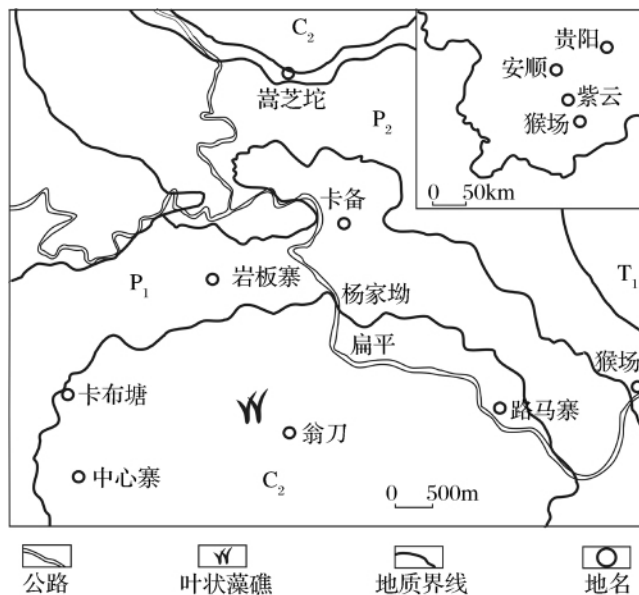 C₂
贵阳
安顺
紫云
猴场
0 50km
嵩芝坨
P₂
卡备
T₁
岩板寨
P₁
杨家坳
扁平
猴场
卡布塘
路马寨
翁刀
中心寨
C₂
0 500m
公路
叶状藻礁
地质界线
地名